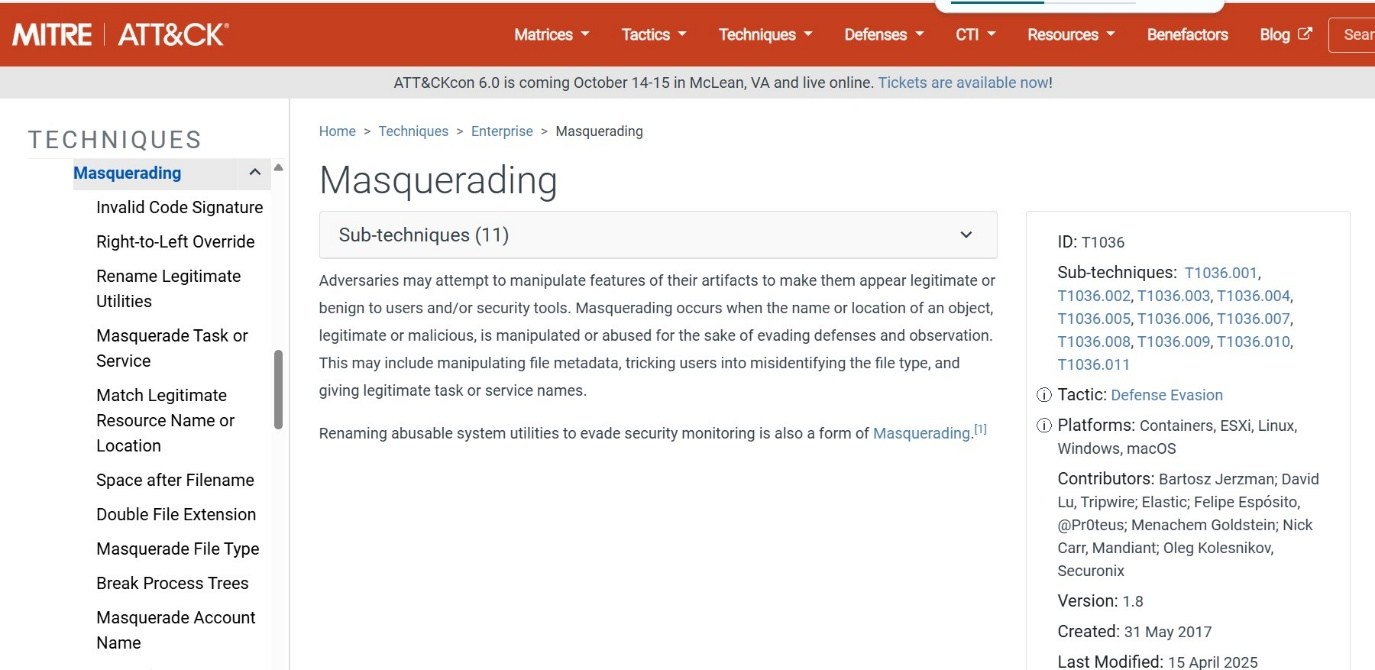 MITRE | ATT&CK®
Matrices
Tactics
Techniques
Defenses
CTI
Resources
Benefactors
Blog
Sear
ATT&CKcon 6.0 is coming October 14-15 in McLean, VA and live online. Tickets are available now!
TECHNIQUES
Masquerading
Invalid Code Signature
Right-to-Left Override
Rename Legitimate
Utilities
Masquerade Task or
Service
Match Legitimate
Resource Name or
Location
Space after Filename
Double File Extension
Masquerade File Type
Break Process Trees
Masquerade Account
Name
Home > Techniques > Enterprise > Masquerading
Masquerading
Sub-techniques (11)
Adversaries may attempt to manipulate features of their artifacts to make them appear legitimate or
benign to users and/or security tools. Masquerading occurs when the name or location of an object,
legitimate or malicious, is manipulated or abused for the sake of evading defenses and observation.
This may include manipulating file metadata, tricking users into misidentifying the file type, and
giving legitimate task or service names.
Renaming abusable system utilities to evade security monitoring is also a form of Masquerading.[1]
ID: T1036
Sub-techniques: T1036.001,
T1036.002, T1036.003, T1036.004,
T1036.005, T1036.006, T1036.007,
T1036.008, T1036.009, T1036.010,
T1036.011
Tactic: Defense Evasion
Platforms: Containers, ESXi, Linux,
Windows, macOS
Contributors: Bartosz Jerzman; David
Lu, Tripwire; Elastic; Felipe Espósito,
@Pr0teus; Menachem Goldstein; Nick
Carr, Mandiant; Oleg Kolesnikov,
Securonix
Version: 1.8
Created: 31 May 2017
Last Modified: 15 April 2025